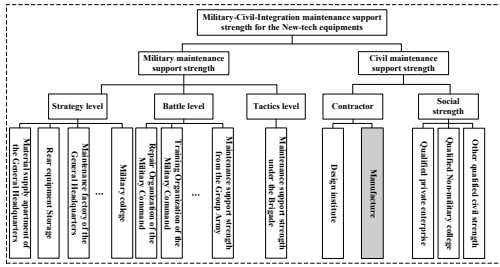 Military-Civil-Integration maintenance support
strength for the New-tech equipments
Military maintenance
support strength
Civil maintenance
support strength
Strategy level
Battle level
Tactics level
Contractor
Social
strength
Material supply apartment of
the General Headquarters
Rear equipment Storage
Maintenance factory of the
General Headquarters
⋮
Military college
Repair Organization of the
Military Command
Training Organization of the
Military Command
⋮
Maintenance support strength
from the Group Army
Maintenance support strength
under the Brigade
Design institute
Manufacture
Qualified private enterprise
Qualified Non-military college
Other qualified civil strength